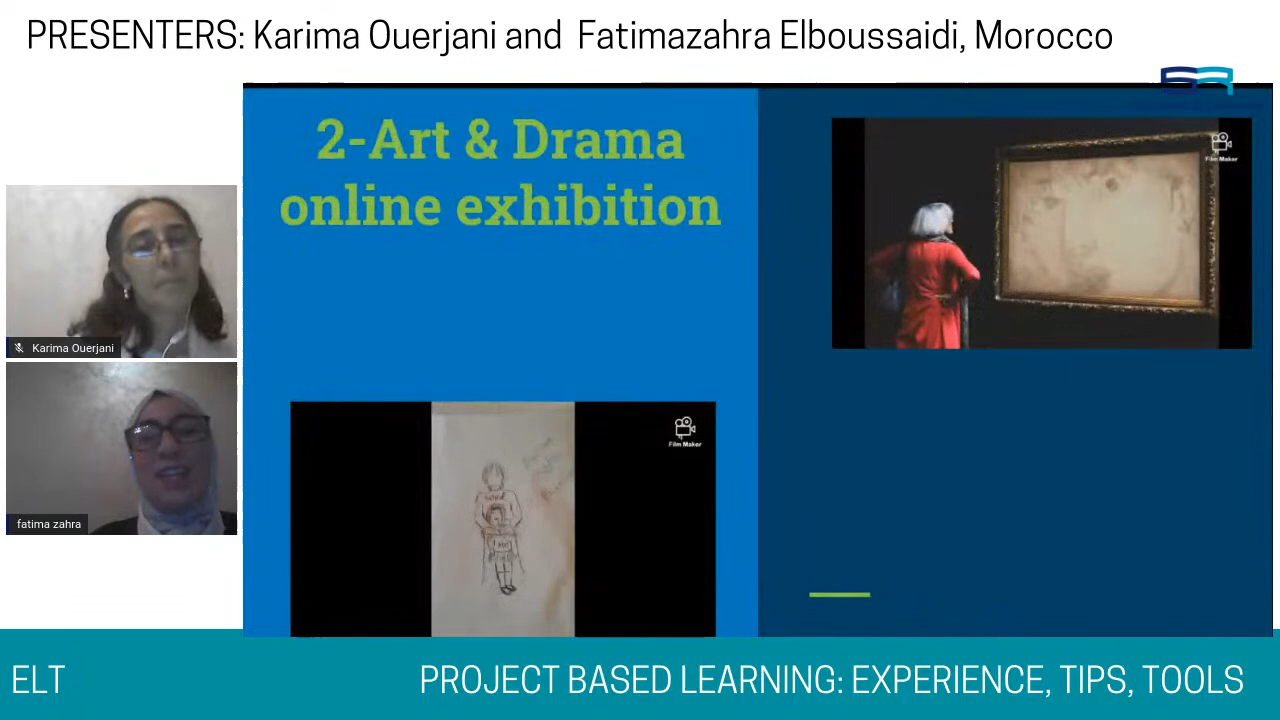 PRESENTERS: Karima Ouerjani and Fatimazahra Elboussaidi, Morocco
2-Art & Drama
online exhibition
Film Maker
Karima Ouerjani
Film Maker
fatima zahra
ELT
PROJECT BASED LEARNING: EXPERIENCE, TIPS, TOOLS